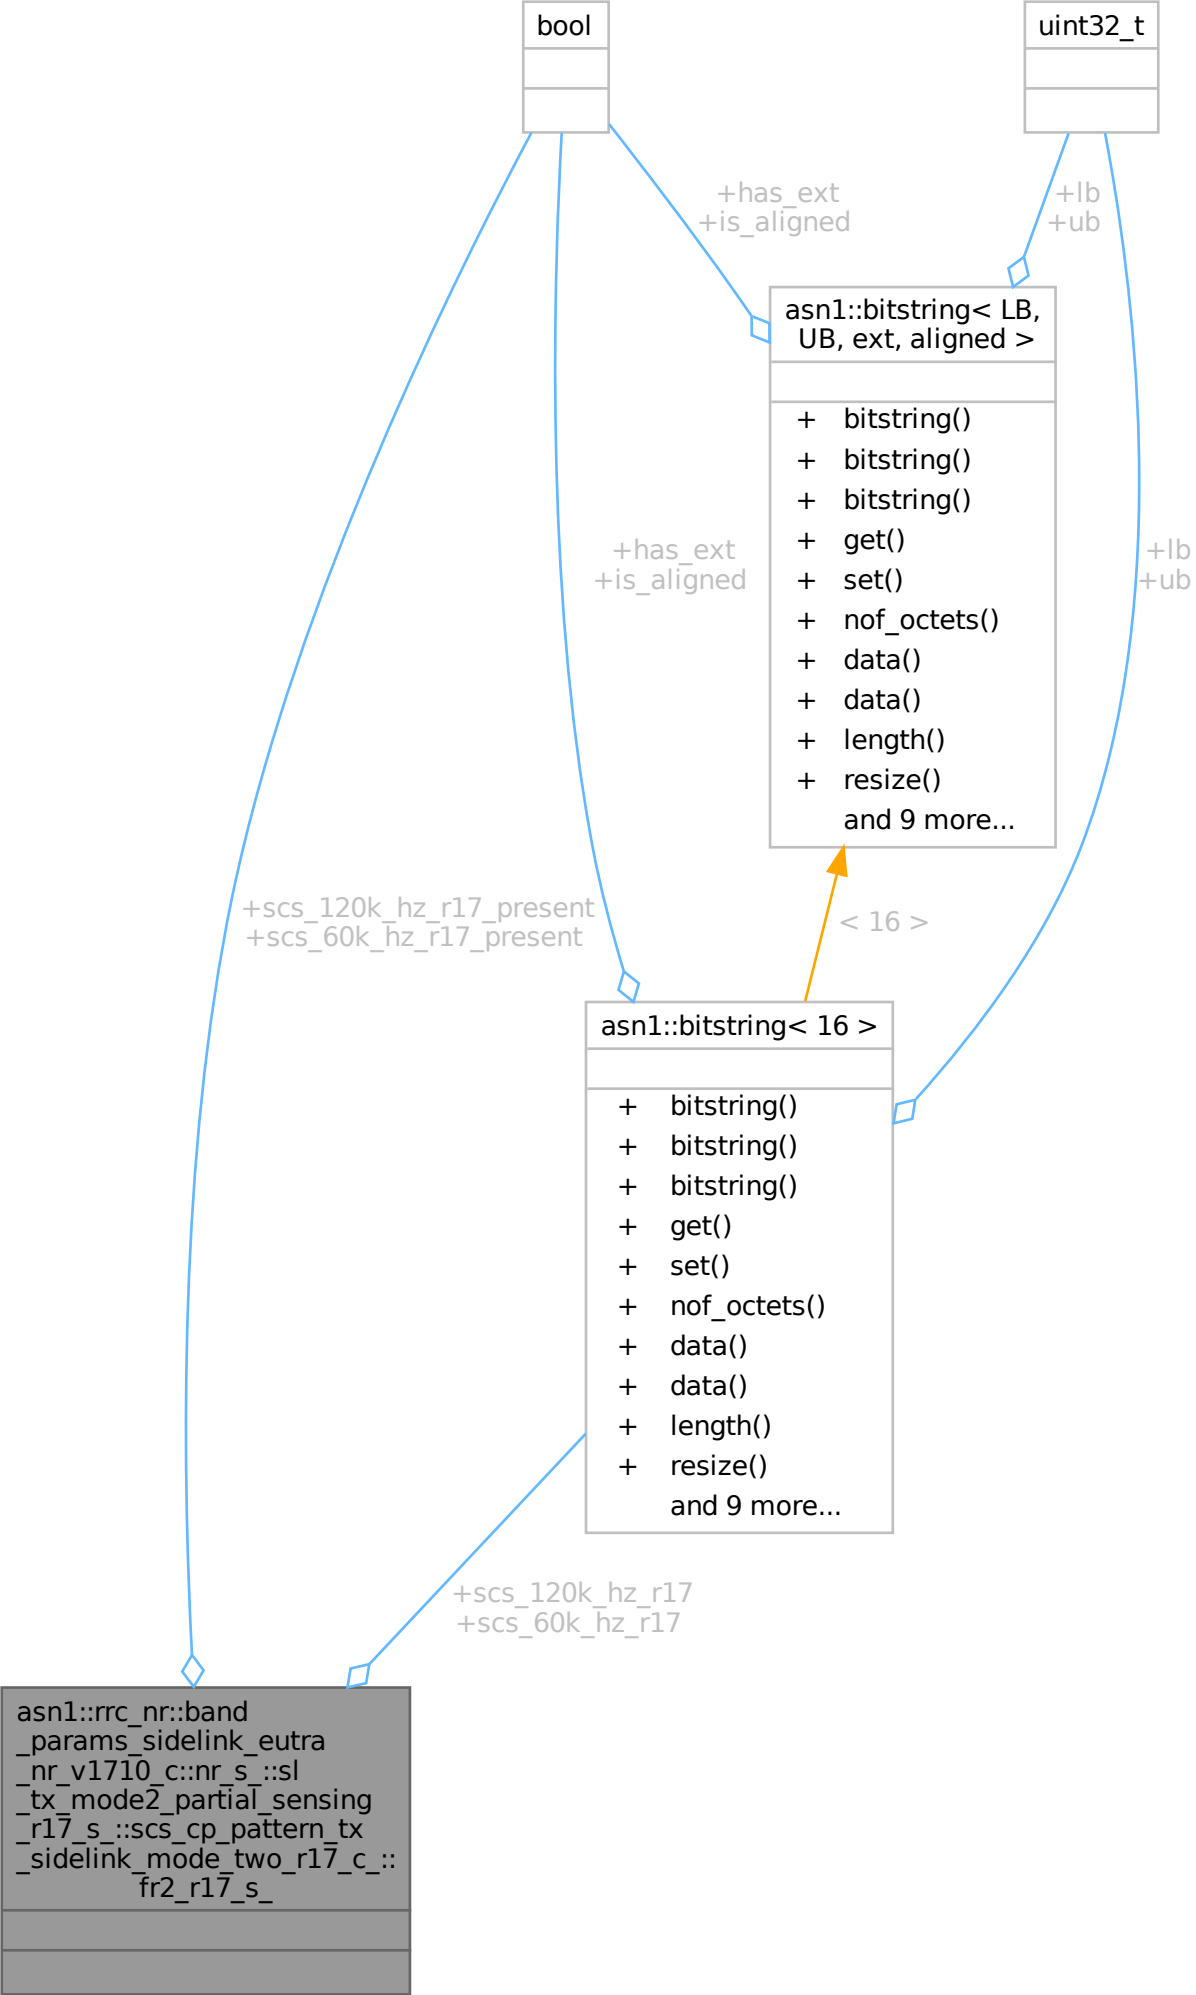 bool
uint32_t
+has_ext
+is_aligned
+lb
+ub
asn1::bitstring< LB,
UB, ext, aligned >
+ bitstring()
+ bitstring()
+ bitstring()
+ get()
+ set()
+ nof_octets()
+ data()
+ data()
+ length()
+ resize()
and 9 more...
+has_ext
+is_aligned
+lb
+ub
+scs_120k_hz_r17_present
+scs_60k_hz_r17_present
< 16 >
asn1::bitstring< 16 >
+ bitstring()
+ bitstring()
+ bitstring()
+ get()
+ set()
+ nof_octets()
+ data()
+ data()
+ length()
+ resize()
and 9 more...
+scs_120k_hz_r17
+scs_60k_hz_r17
asn1::rrc_nr::band
_params_sidelink_eutra
_nr_v1710_c::nr_s_::sl
_tx_mode2_partial_sensing
_r17_s_::scs_cp_pattern_tx
_sidelink_mode_two_r17_c_::
fr2_r17_s_